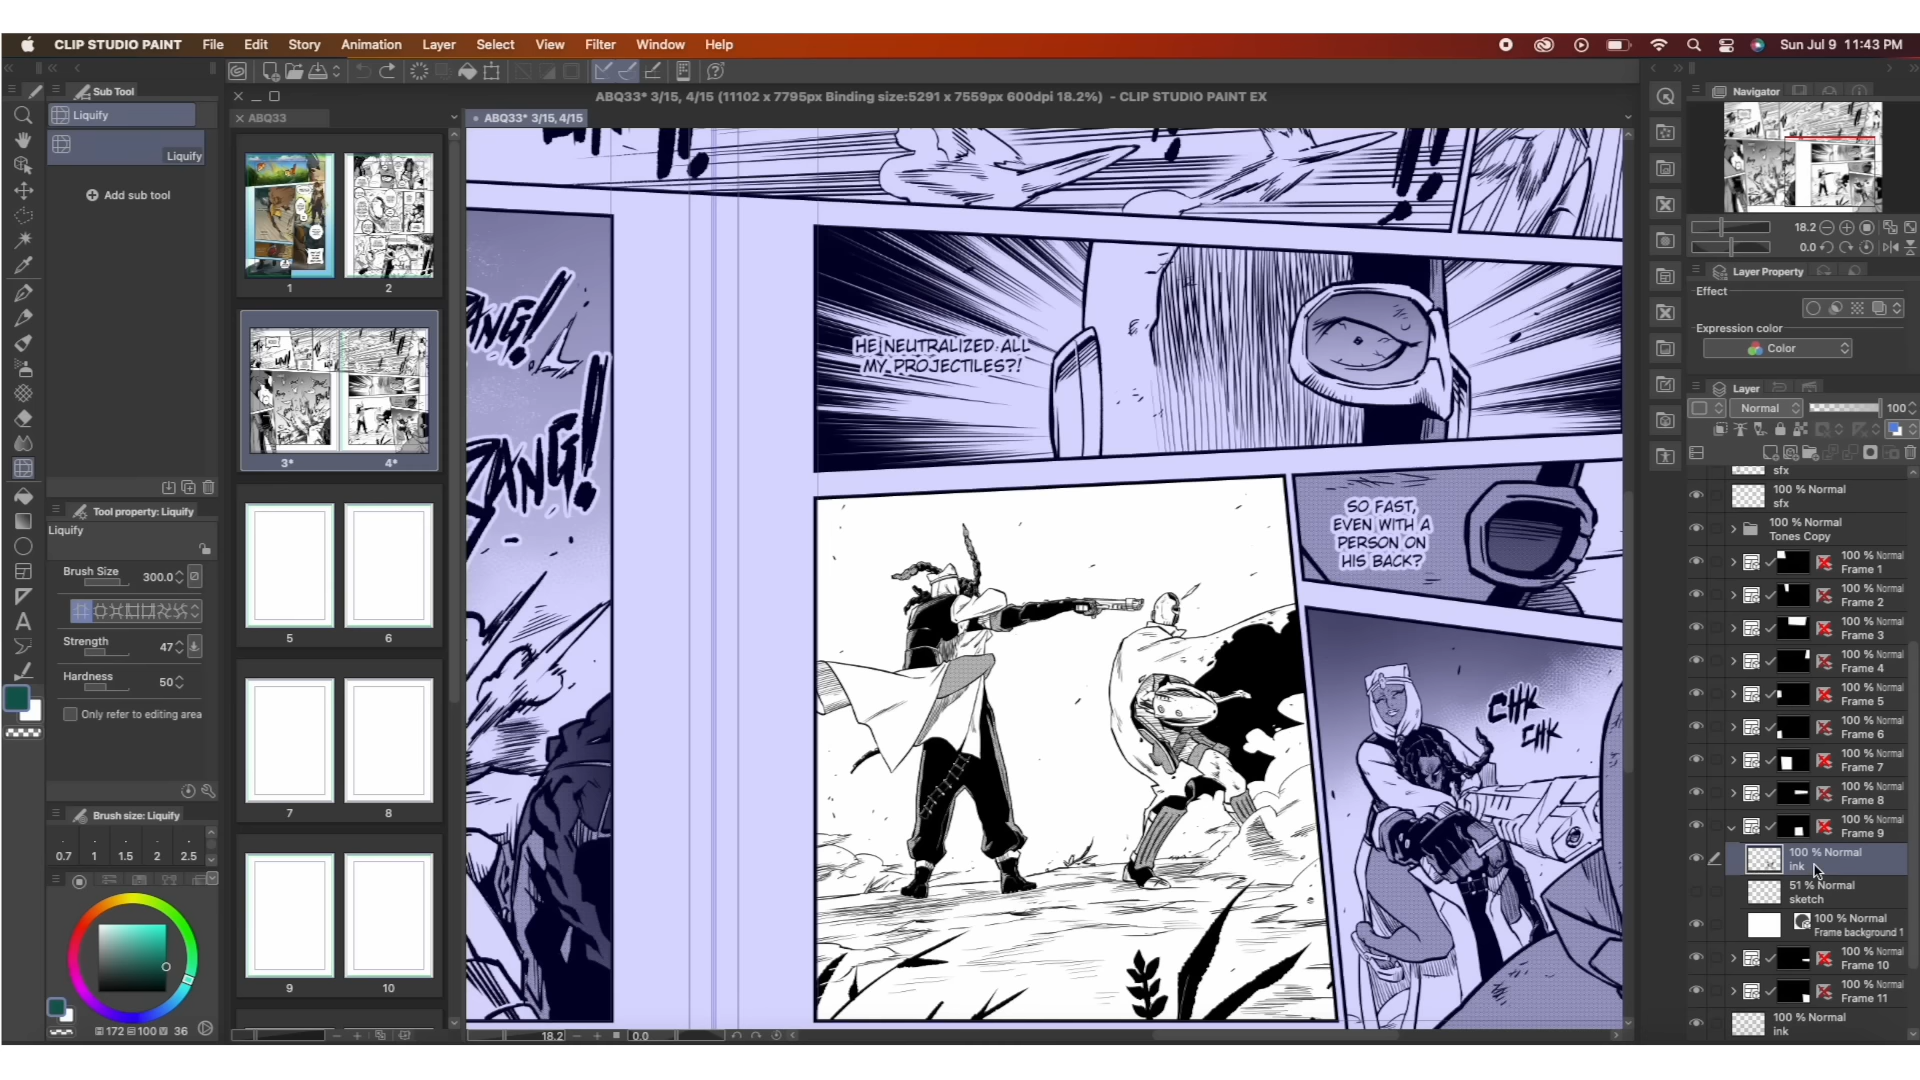 CLIP STUDIO PAINT File Edit Story Animation Layer Select View Filter Window Help Sun Jul 9 11:43 PM
ABQ33* 3/15, 4/15 (11102 x 7795px Binding size:5291 x 7559px 600dpi 18.2%) - CLIP STUDIO PAINT EX
Sub Tool
Liquify
Liquify
Add sub tool
Tool property: Liquify
Liquify
Brush Size 300.0
Strength 47
Hardness 50
Only refer to editing area
Brush size: Liquify
0.7 1 1.5 2 2.5
172 100 36
ABQ33
1 2
3* 4*
5 6
7 8
9 10
ABQ33* 3/15, 4/15
HE NEUTRALIZED ALL
MY PROJECTILES?!
SO FAST,
EVEN WITH A
PERSON ON
HIS BACK?
CHK
CHK
18.2 0.0
Navigator
18.2
0.0
Layer Property
Effect
Expression color
Color
Layer
Normal 100
sfx
100 % Normal
sfx
100 % Normal
Tones Copy
100 % Normal
Frame 1
100 % Normal
Frame 2
100 % Normal
Frame 3
100 % Normal
Frame 4
100 % Normal
Frame 5
100 % Normal
Frame 6
100 % Normal
Frame 7
100 % Normal
Frame 8
100 % Normal
Frame 9
100 % Normal
ink
51 % Normal
sketch
100 % Normal
Frame background 1
100 % Normal
Frame 10
100 % Normal
Frame 11
100 % Normal
ink